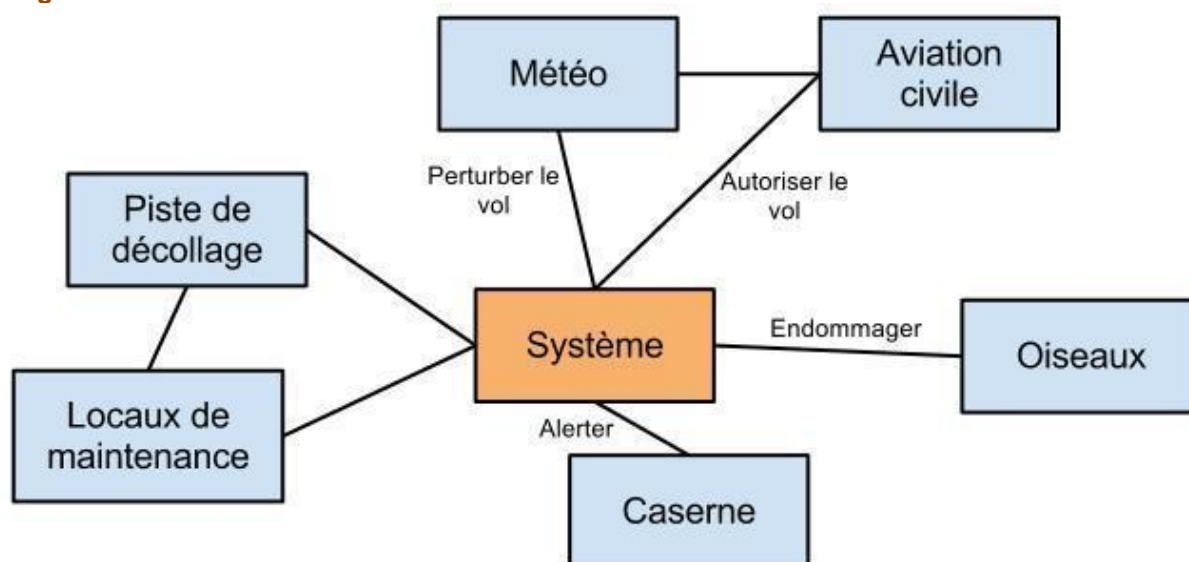 Météo
Aviation
civile
Perturber le
vol
Autoriser le
vol
Piste de
décollage
Système
Endommager
Oiseaux
Locaux de
maintenance
Alerter
Caserne